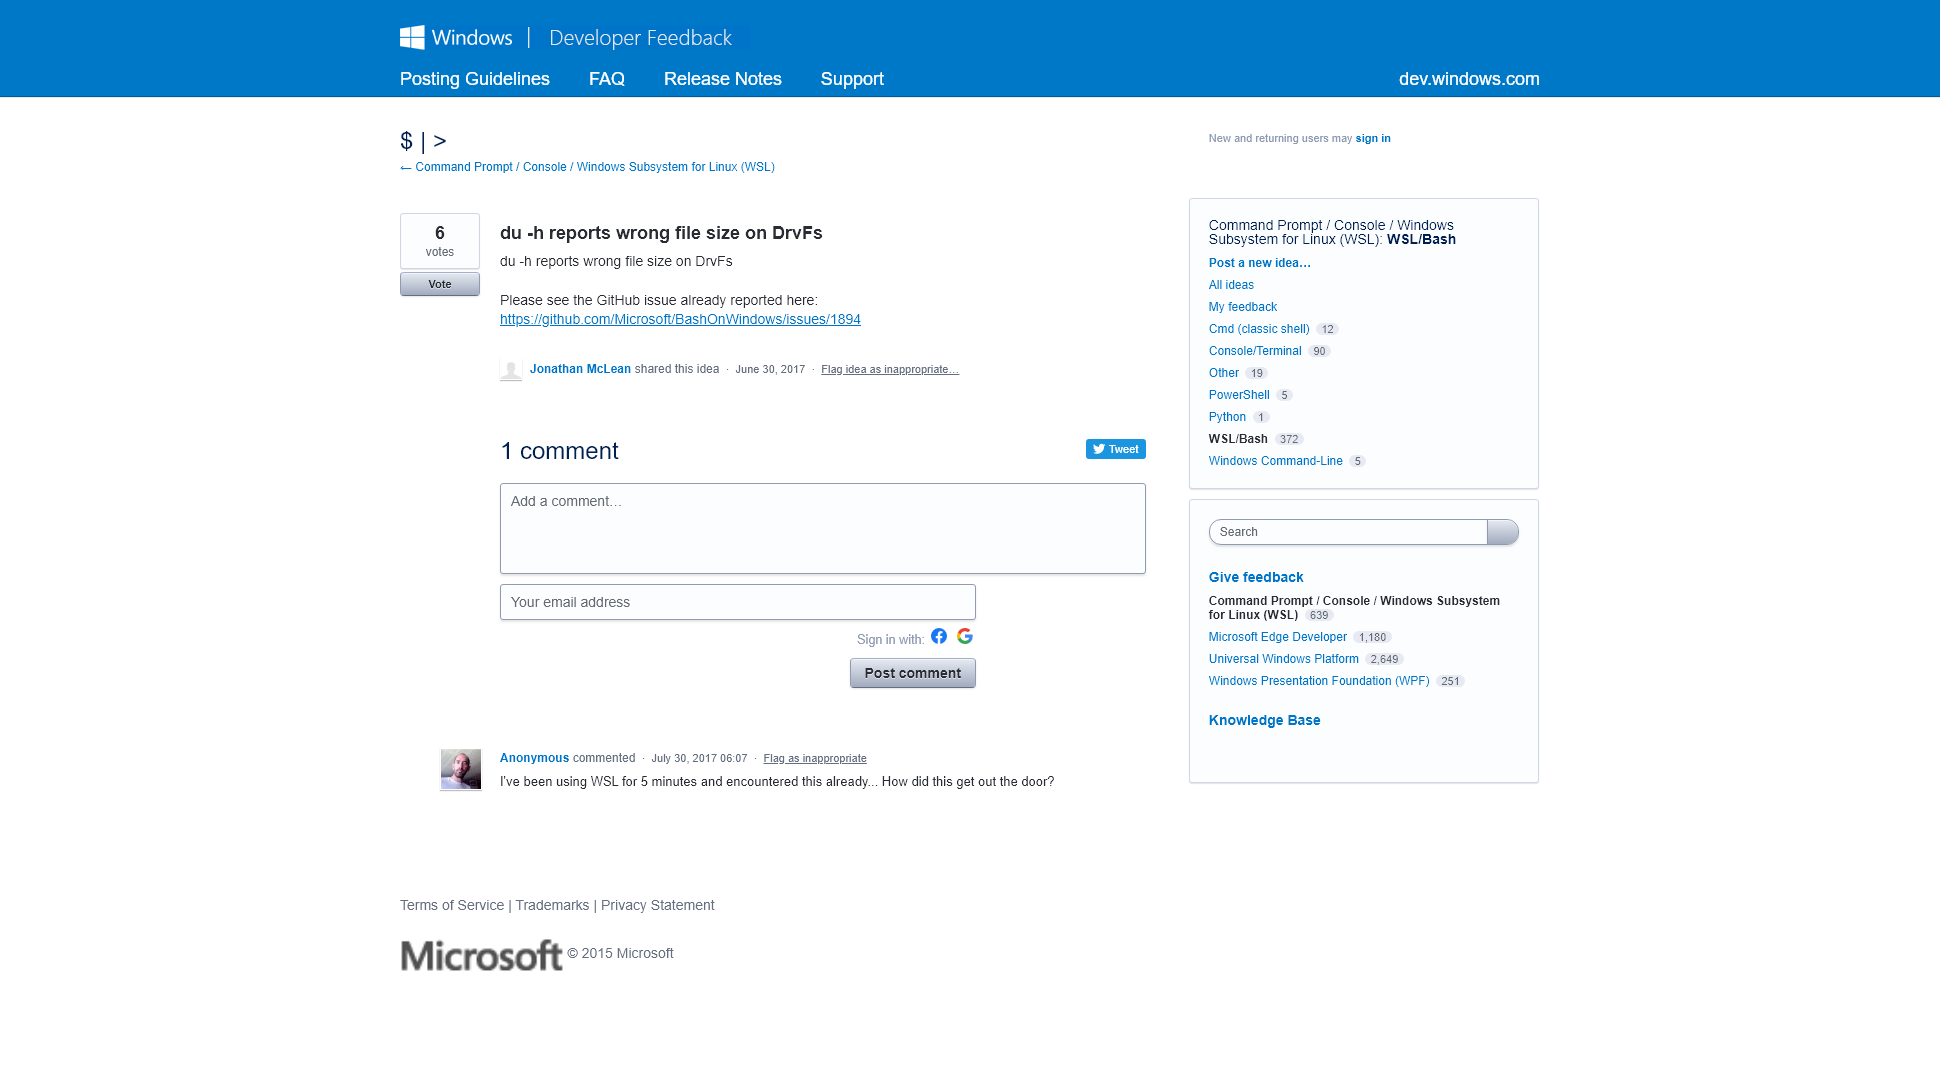 Windows | Developer Feedback
Posting Guidelines FAQ Release Notes Support dev.windows.com
$ | >
← Command Prompt / Console / Windows Subsystem for Linux (WSL)
New and returning users may sign in
6
votes
Vote
du -h reports wrong file size on DrvFs
du -h reports wrong file size on DrvFs
Please see the GitHub issue already reported here:
https://github.com/Microsoft/BashOnWindows/issues/1894
Jonathan McLean shared this idea · June 30, 2017 · Flag idea as inappropriate…
1 comment
Tweet
Add a comment…
Your email address
Sign in with:
Post comment
Anonymous commented · July 30, 2017 06:07 · Flag as inappropriate
I've been using WSL for 5 minutes and encountered this already... How did this get out the door?
Command Prompt / Console / Windows
Subsystem for Linux (WSL): WSL/Bash
Post a new idea…
All ideas
My feedback
Cmd (classic shell) 12
Console/Terminal 90
Other 19
PowerShell 5
Python 1
WSL/Bash 372
Windows Command-Line 5
Search
Give feedback
Command Prompt / Console / Windows Subsystem
for Linux (WSL) 639
Microsoft Edge Developer 1,180
Universal Windows Platform 2,649
Windows Presentation Foundation (WPF) 251
Knowledge Base
Terms of Service | Trademarks | Privacy Statement
Microsoft © 2015 Microsoft